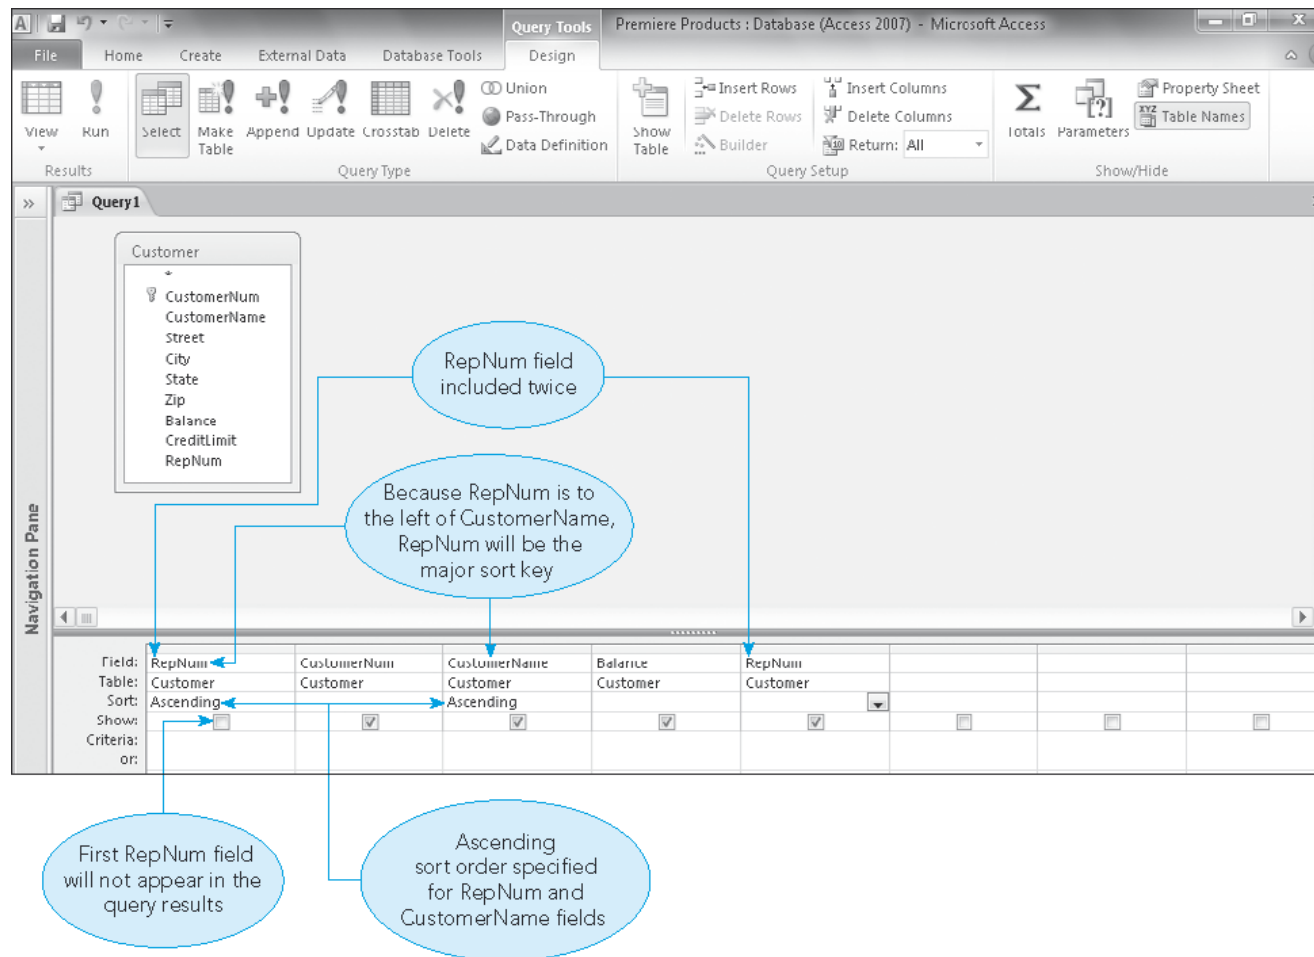 A
Query Tools
Premiere Products : Database (Access 2007) - Microsoft Access
File
Home
Create
External Data
Database Tools
Design
View
Run
Select
Make
Table
Append
Update
Crosstab
Delete
Union
Pass-Through
Data Definition
Show
Table
Insert Rows
Delete Rows
Builder
Insert Columns
Delete Columns
Return: All
Totals
Parameters
Property Sheet
XYZ Table Names
Results
Query Type
Query Setup
Show/Hide
Query1
Navigation Pane
Customer
*
CustomerNum
CustomerName
Street
City
State
Zip
Balance
CreditLimit
RepNum
RepNum field
included twice
Because RepNum is to
the left of CustomerName,
RepNum will be the
major sort key
Field: RepNum CustomerNum CustomerName Balance RepNum
Table: Customer Customer Customer Customer Customer
Sort: Ascending Ascending
Show:
Criteria:
or:
First RepNum field
will not appear in the
query results
Ascending
sort order specified
for RepNum and
CustomerName fields